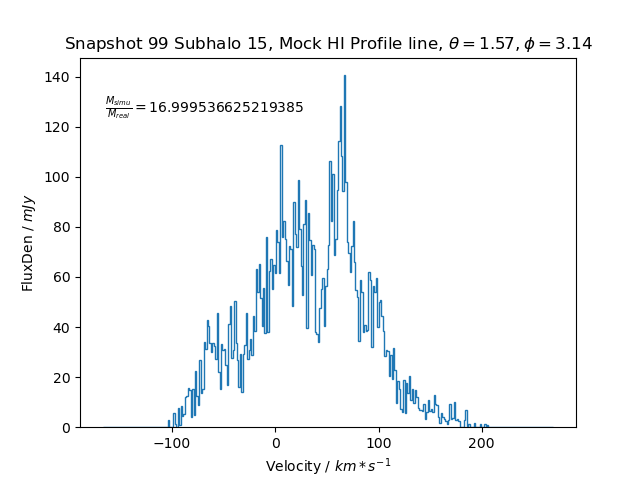 Snapshot 99 Subhalo 15, Mock HI Profile line, θ = 1.57, ϕ = 3.14
M_simu/M_real = 16.999536625219385
FluxDen / mJy
140
120
100
80
60
40
20
0
−100 0 100 200
Velocity / km * s⁻¹